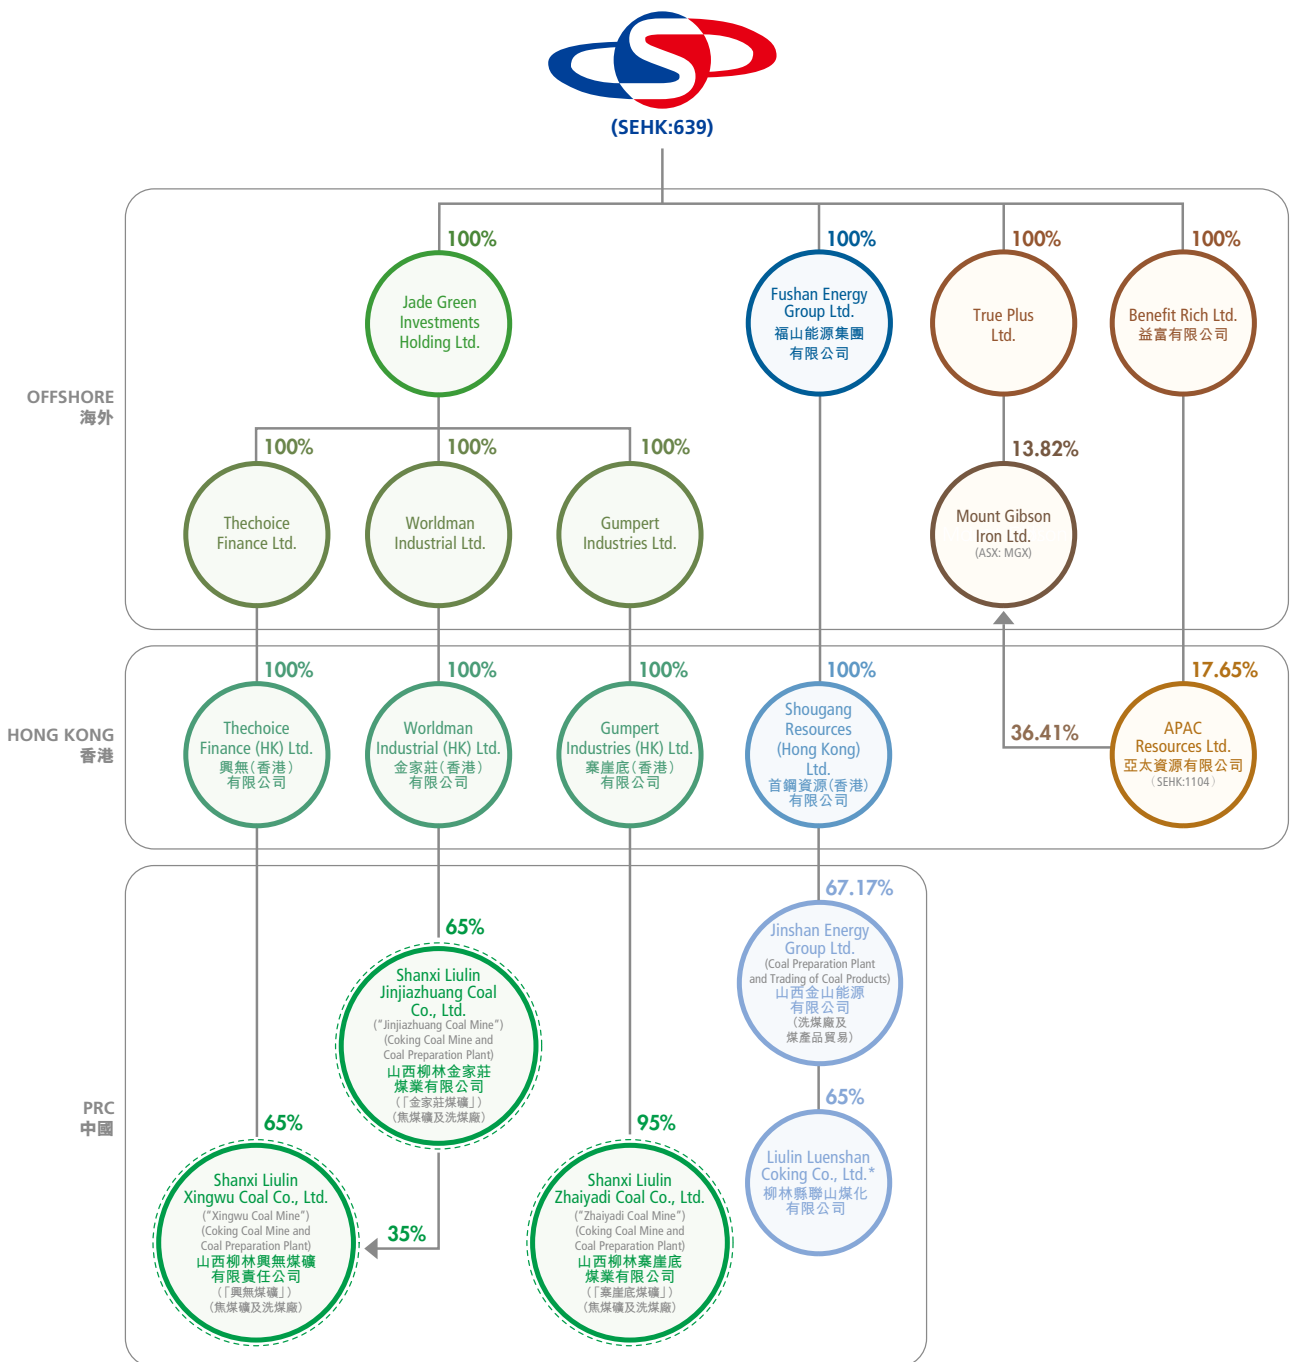 (SEHK:639)
100%
100%
100%
100%
Jade Green
Investments
Holding Ltd.
Fushan Energy
Group Ltd.
福山能源集團
有限公司
True Plus
Ltd.
Benefit Rich Ltd.
益富有限公司
OFFSHORE
海外
100%
100%
100%
13.82%
Thechoice
Finance Ltd.
Worldman
Industrial Ltd.
Gumpert
Industries Ltd.
Mount Gibson
Iron Ltd.
(ASX: MGX)
100%
100%
100%
100%
17.65%
HONG KONG
香港
Thechoice
Finance (HK) Ltd.
興無(香港)
有限公司
Worldman
Industrial (HK) Ltd.
金家莊(香港)
有限公司
Gumpert
Industries (HK) Ltd.
寨崖底(香港)
有限公司
Shougang
Resources
(Hong Kong)
Ltd.
首鋼資源(香港)
有限公司
36.41%
APAC
Resources Ltd.
亞太資源有限公司
(SEHK:1104)
67.17%
Jinshan Energy
Group Ltd.
(Coal Preparation Plant
and Trading of Coal Products)
山西金山能源
有限公司
(洗煤廠及
煤產品貿易)
65%
Shanxi Liulin
Jinjiazhuang Coal
Co., Ltd.
("Jinjiazhuang Coal Mine")
(Coking Coal Mine and
Coal Preparation Plant)
山西柳林金家莊
煤業有限公司
(「金家莊煤礦」)
(焦煤礦及洗煤廠)
PRC
中國
65%
95%
65%
Shanxi Liulin
Xingwu Coal Co., Ltd.
("Xingwu Coal Mine")
(Coking Coal Mine and
Coal Preparation Plant)
山西柳林興無煤礦
有限責任公司
(「興無煤礦」)
(焦煤礦及洗煤廠)
35%
Shanxi Liulin
Zhaiyadi Coal Co., Ltd.
("Zhaiyadi Coal Mine")
(Coking Coal Mine and
Coal Preparation Plant)
山西柳林寨崖底
煤業有限公司
(「寨崖底煤礦」)
(焦煤礦及洗煤廠)
Liulin Luenshan
Coking Co., Ltd.*
柳林縣聯山煤化
有限公司